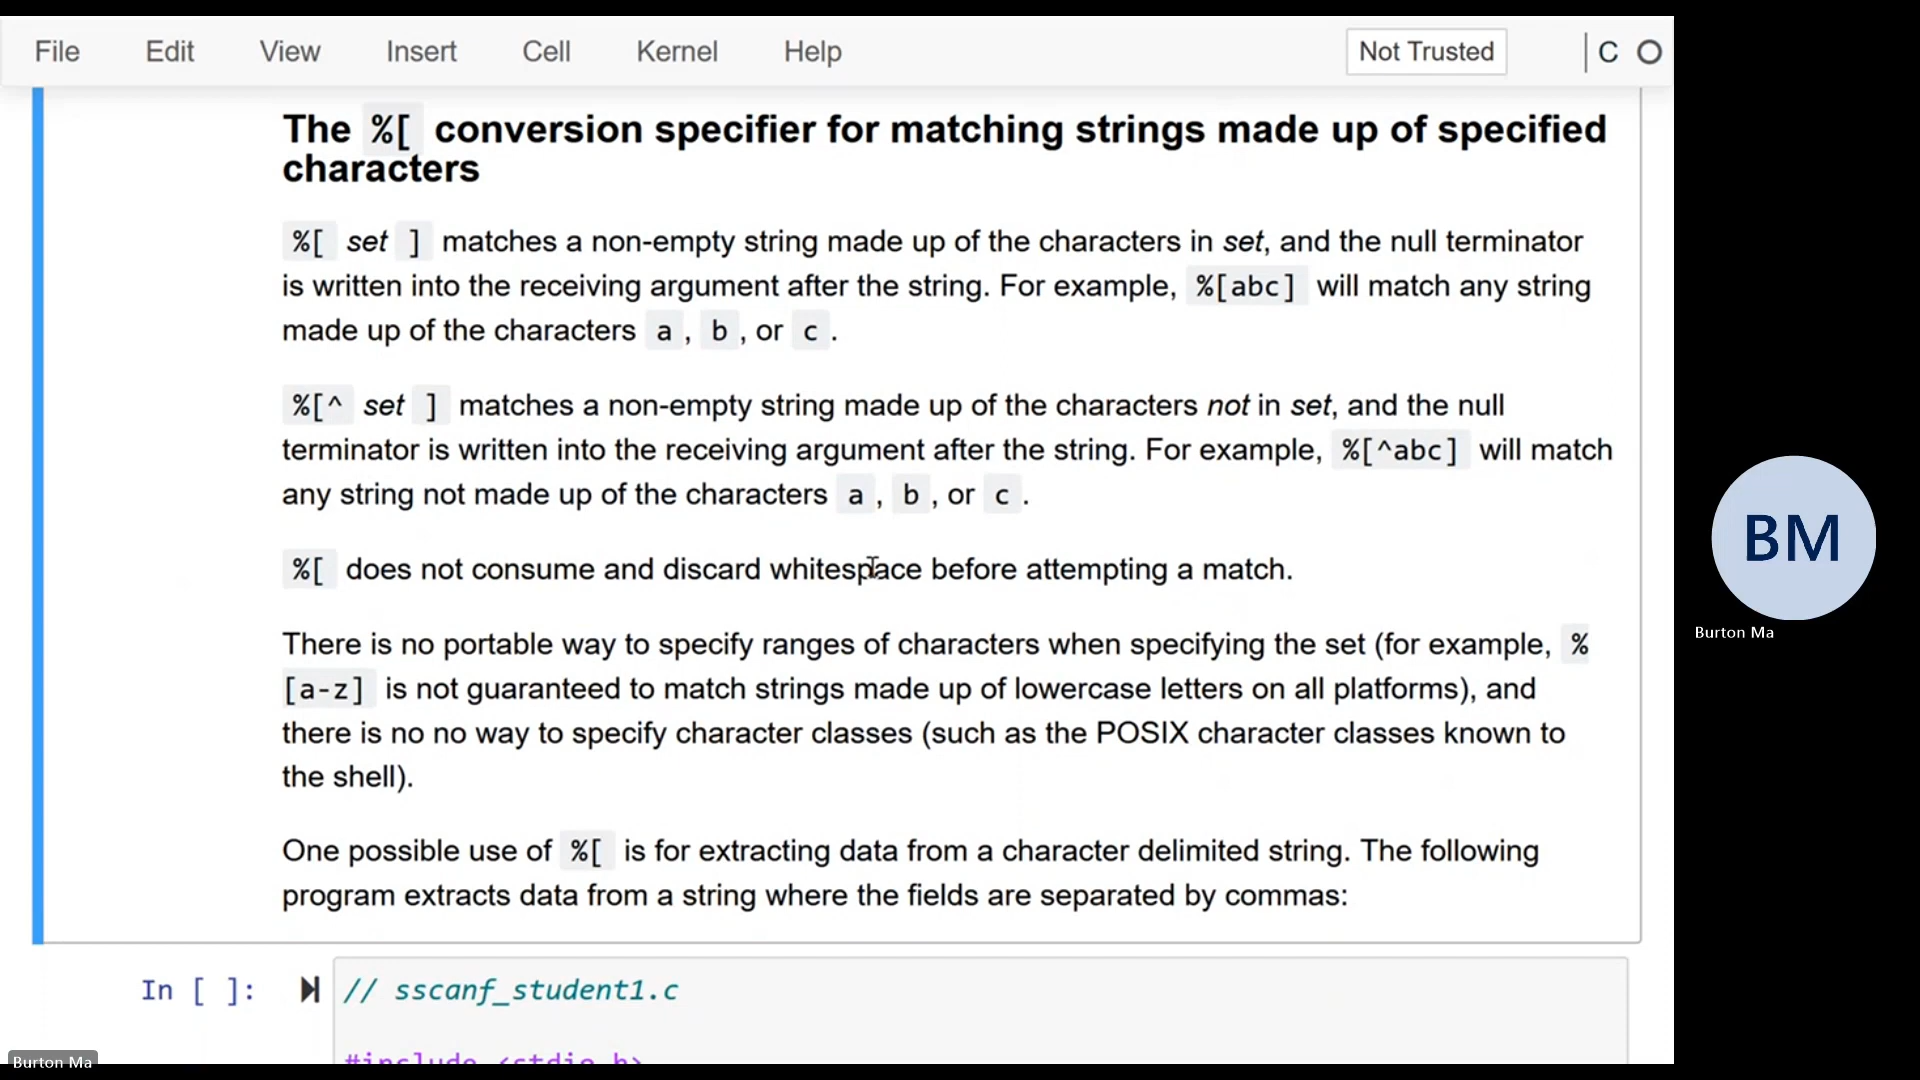 File Edit View Insert Cell Kernel Help Not Trusted C
The %[ conversion specifier for matching strings made up of specified
characters
%[ set ] matches a non-empty string made up of the characters in set, and the null terminator
is written into the receiving argument after the string. For example, %[abc] will match any string
made up of the characters a , b , or c .
%[^ set ] matches a non-empty string made up of the characters not in set, and the null
terminator is written into the receiving argument after the string. For example, %[^abc] will match
any string not made up of the characters a , b , or c .
%[ does not consume and discard whitespace before attempting a match.
There is no portable way to specify ranges of characters when specifying the set (for example, %
[a-z] is not guaranteed to match strings made up of lowercase letters on all platforms), and
there is no no way to specify character classes (such as the POSIX character classes known to
the shell).
One possible use of %[ is for extracting data from a character delimited string. The following
program extracts data from a string where the fields are separated by commas:
In [ ]: // sscanf_student1.c
#include <stdio.h>
BM
Burton Ma
Burton Ma